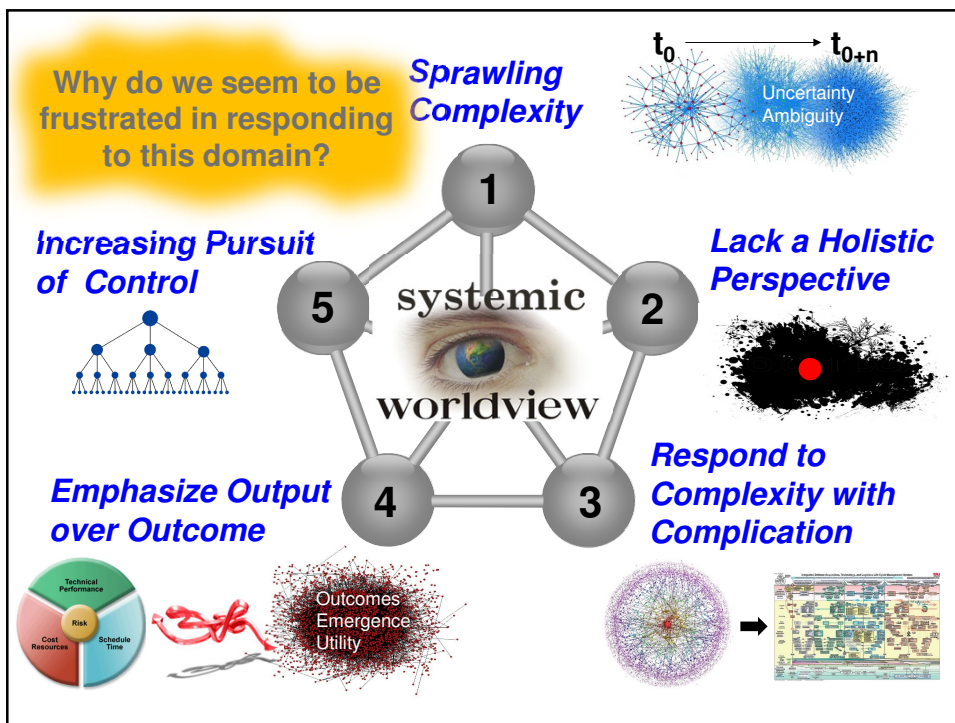 Why do we seem to be
frustrated in responding
to this domain?
Sprawling
Complexity
t0
t0+n
Uncertainty
Ambiguity
1
Increasing Pursuit
of Control
5
systemic
worldview
2
Lack a Holistic
Perspective
Emphasize Output
over Outcome
4
3
Respond to
Complexity with
Complication
Technical
Performance
Risk
Cost
Resources
Schedule
Time
Outcomes
Emergence
Utility